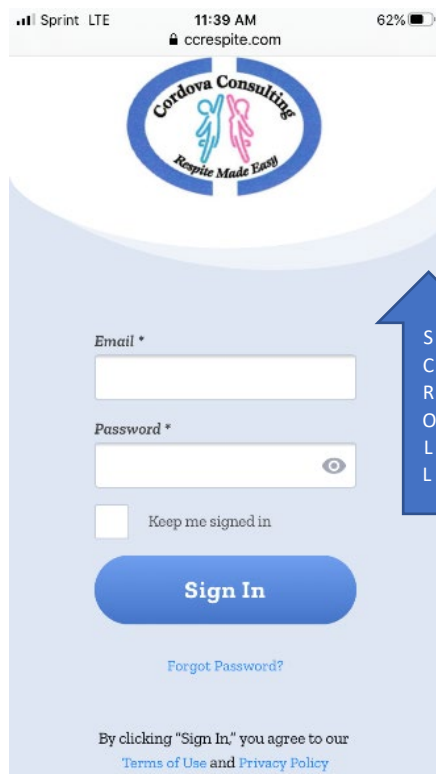 Sprint LTE 11:39 AM 62%
ccrespite.com
Cordova Consulting
Respite Made Easy
SCROLL
Email *
Password *
Keep me signed in
Sign In
Forgot Password?
By clicking "Sign In," you agree to our
Terms of Use and Privacy Policy